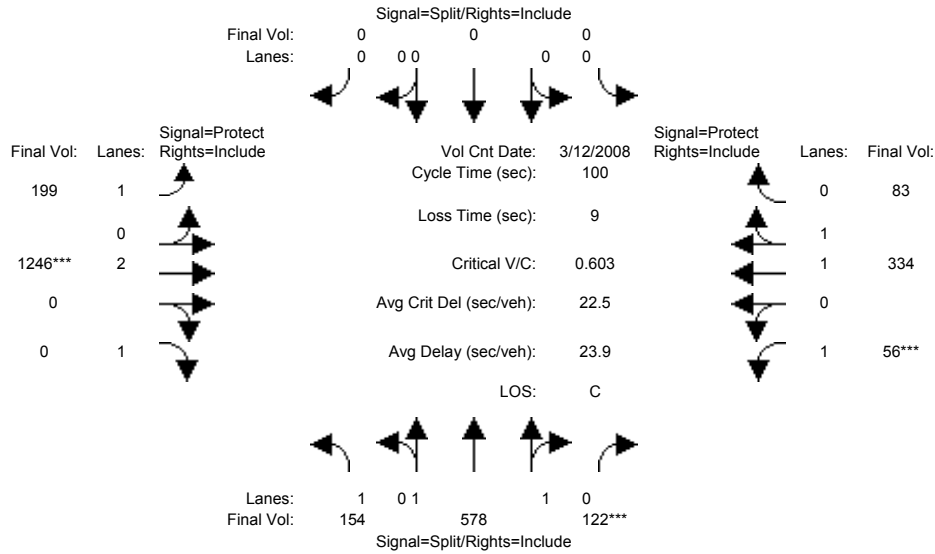 Signal=Split/Rights=Include
Final Vol: 0 0 0
Lanes: 0 0 0 0 0
Signal=Protect Signal=Protect
Final Vol: Lanes: Rights=Include Vol Cnt Date: 3/12/2008 Rights=Include Lanes: Final Vol:
Cycle Time (sec): 100
199 1 0 83
Loss Time (sec): 9
0 1
1246*** 2 Critical V/C: 0.603 1 334
0 Avg Crit Del (sec/veh): 22.5 0
0 1 Avg Delay (sec/veh): 23.9 1 56***
LOS: C
Lanes: 1 0 1 1 0
Final Vol: 154 578 122***
Signal=Split/Rights=Include